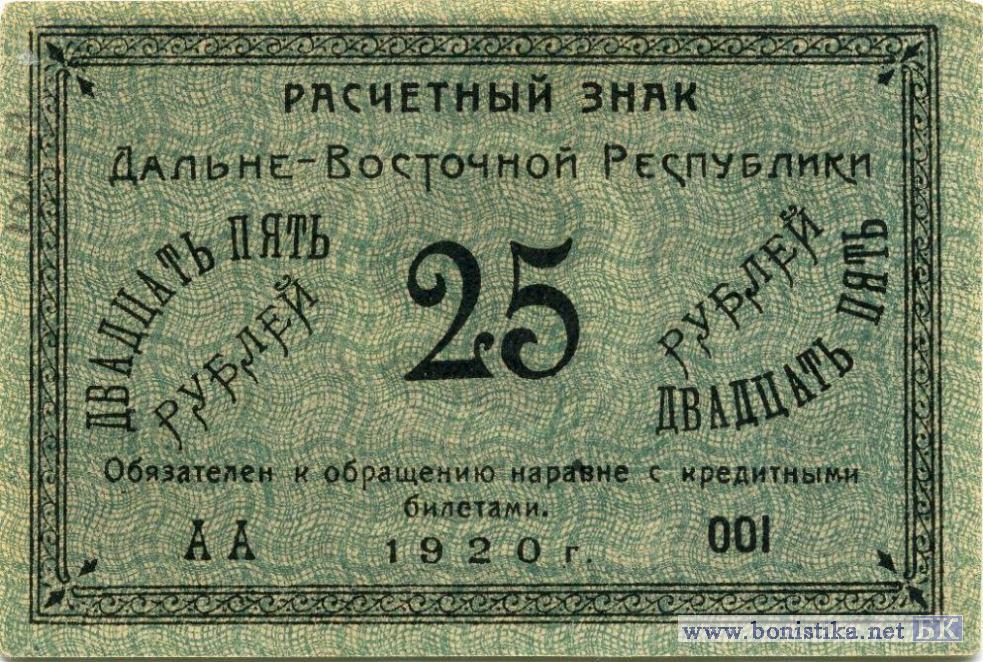 РАСЧЕТНЫЙ ЗНАК
Дальне-Восточной Республики
ДВАДЦАТЬ ПЯТЬ
РУБЛЕЙ
25
РУБЛЕЙ
ДВАДЦАТЬ ПЯТЬ
Обязателен к обращению наравне с кредитными
билетами.
АА
001
1920 г.
www.bonistika.net БК